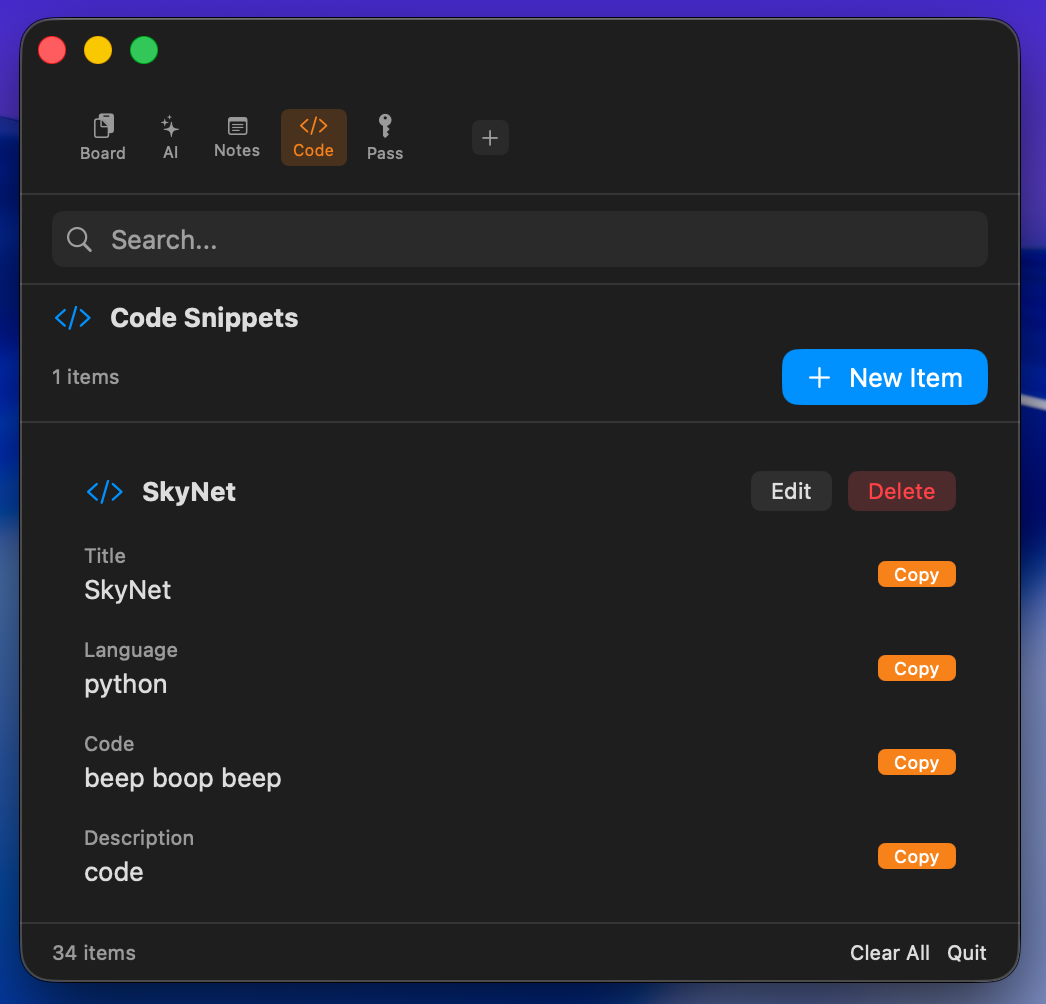 Board AI Notes Code Pass
Search...
Code Snippets
1 items
New Item
SkyNet
Edit Delete
Title
SkyNet
Copy
Language
python
Copy
Code
beep boop beep
Copy
Description
code
Copy
34 items
Clear All Quit